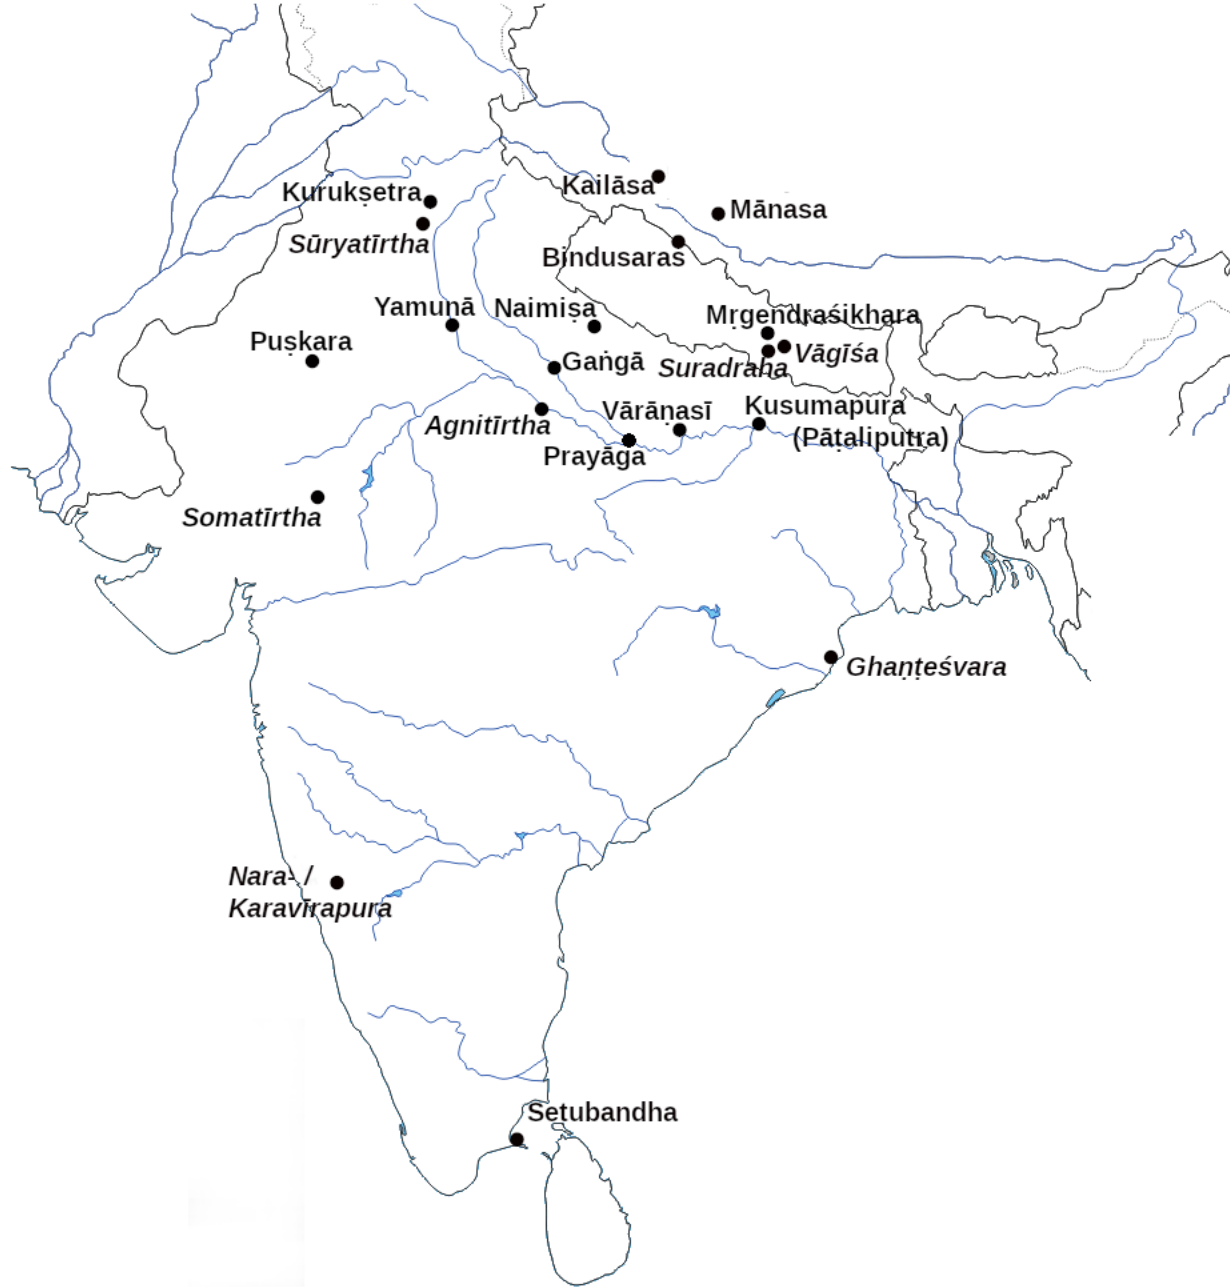 Kailāsa
Kurukṣetra
Mānasa
Sūryatīrtha
Bindusaras
Yamunā
Naimiṣa
Mṛgendraśikhara
Puṣkara
Vāgīśa
Gaṅgā
Suradraha
Vārāṇasī
Kusumapura
(Pāṭaliputra)
Agnitīrtha
Prayāga
Somatīrtha
Ghaṇṭeśvara
Nara- /
Karavīrapura
Setubandha